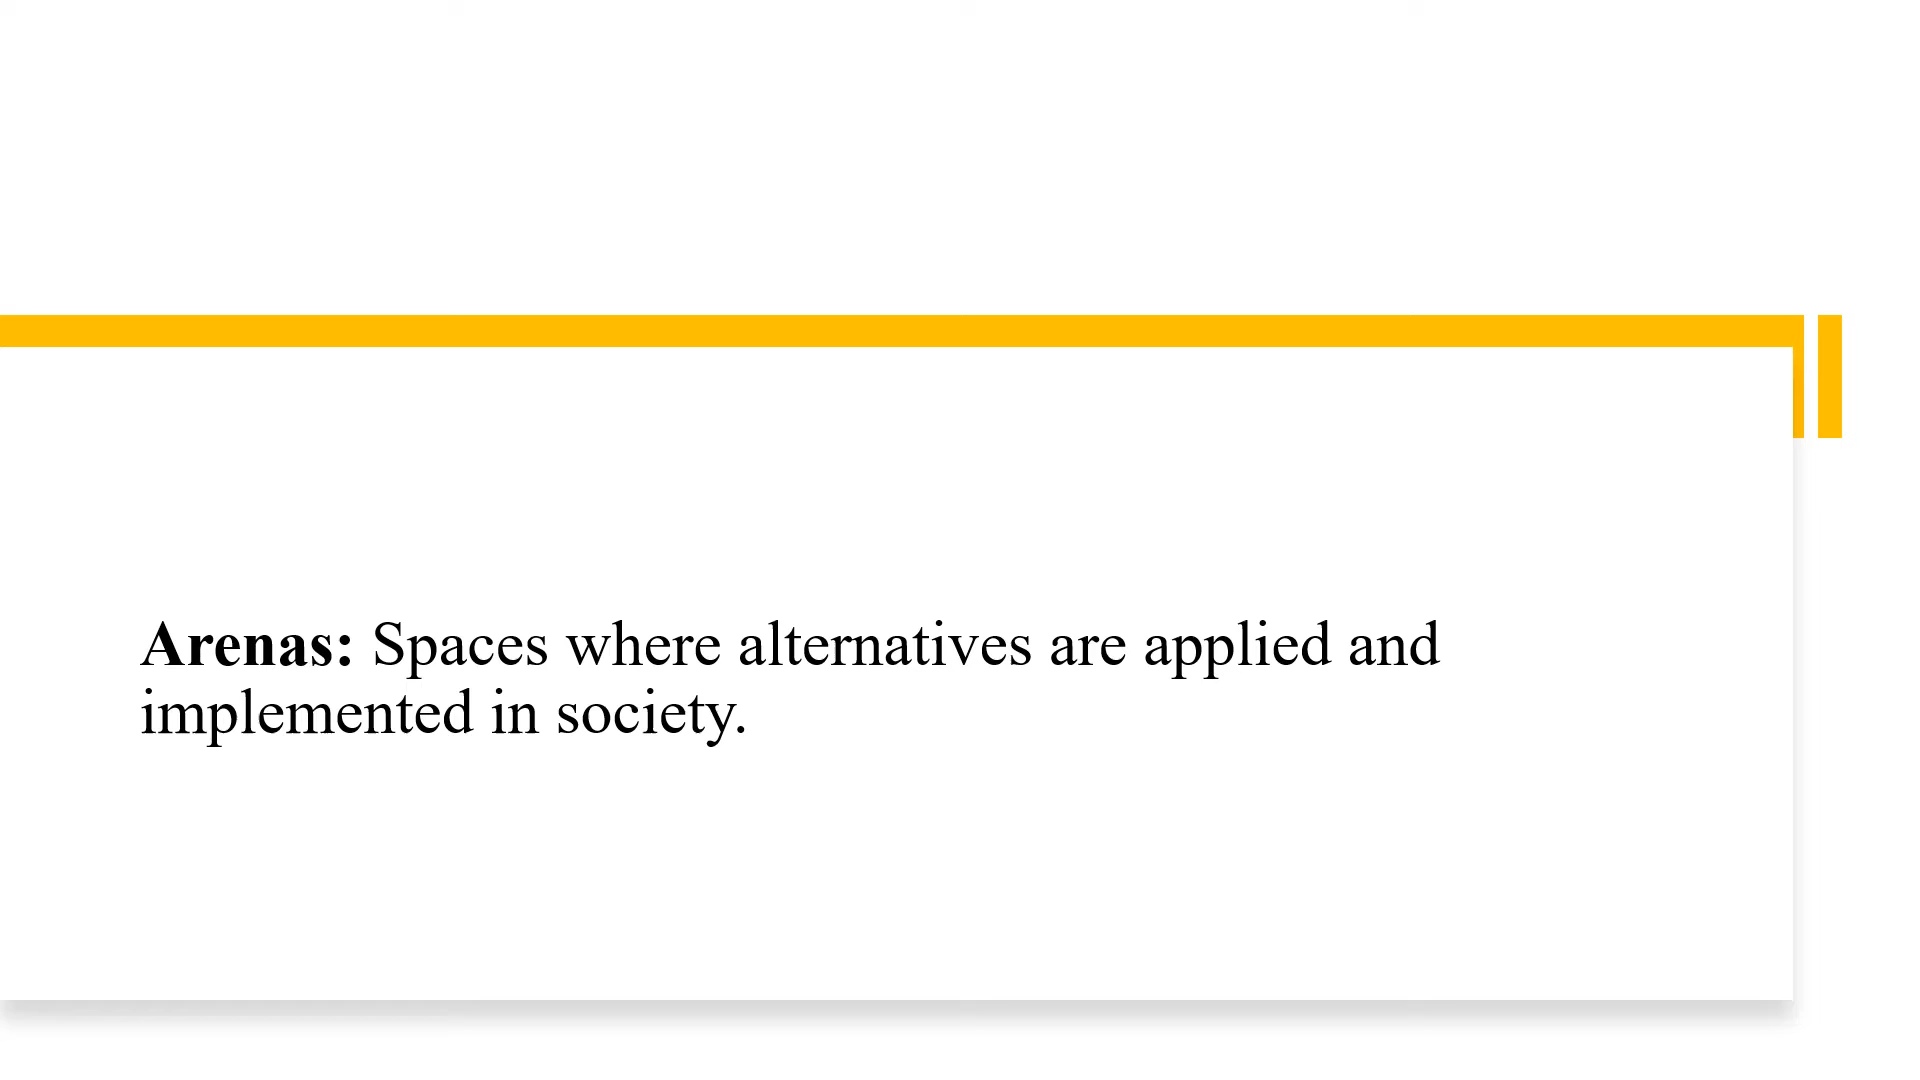 Arenas: Spaces where alternatives are applied and
implemented in society.